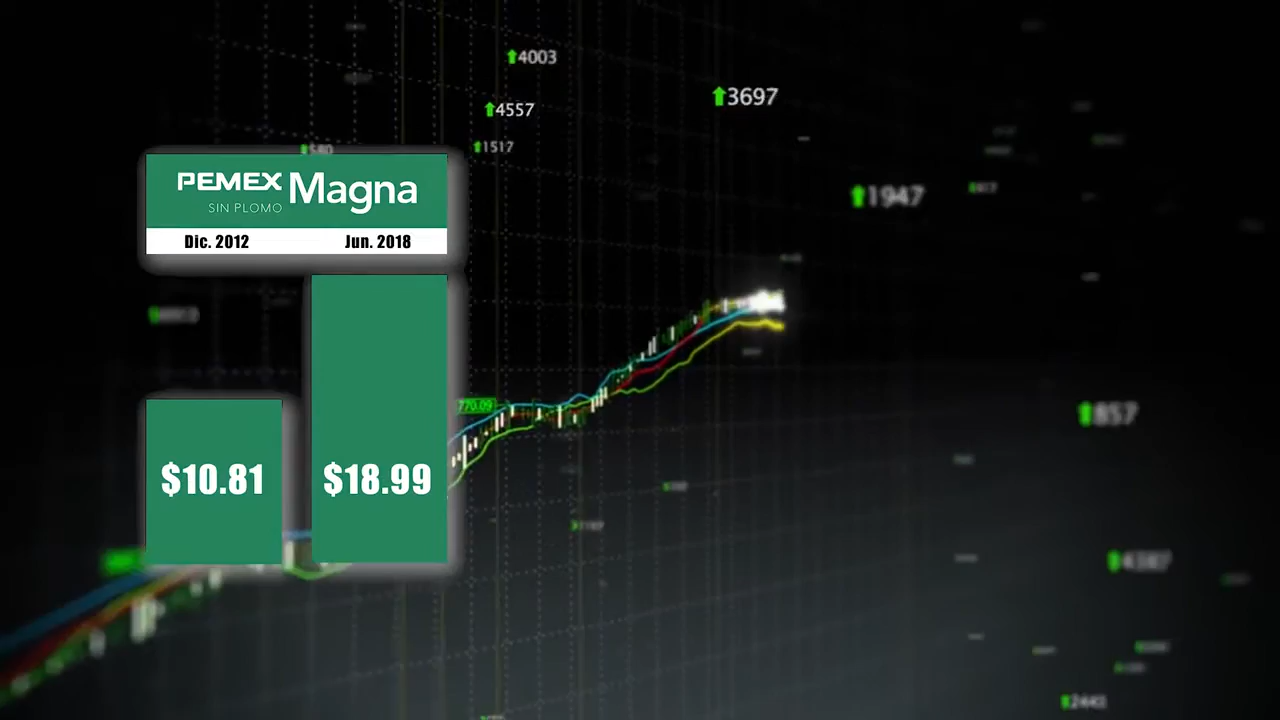 4003
4557
3697
1517
PEMEX Magna
SIN PLOMO
1947
Dic. 2012 Jun. 2018
770.09
857
$10.81 $18.99